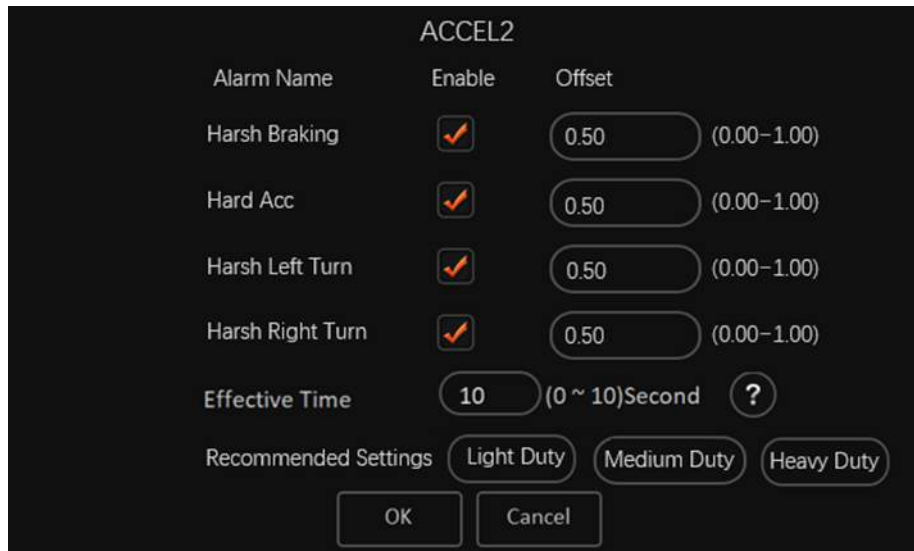 ACCEL2
Alarm Name Enable Offset
Harsh Braking 0.50 (0.00-1.00)
Hard Acc 0.50 (0.00-1.00)
Harsh Left Turn 0.50 (0.00-1.00)
Harsh Right Turn 0.50 (0.00-1.00)
Effective Time 10 (0 ~ 10)Second ?
Recommended Settings Light Duty Medium Duty Heavy Duty
OK Cancel